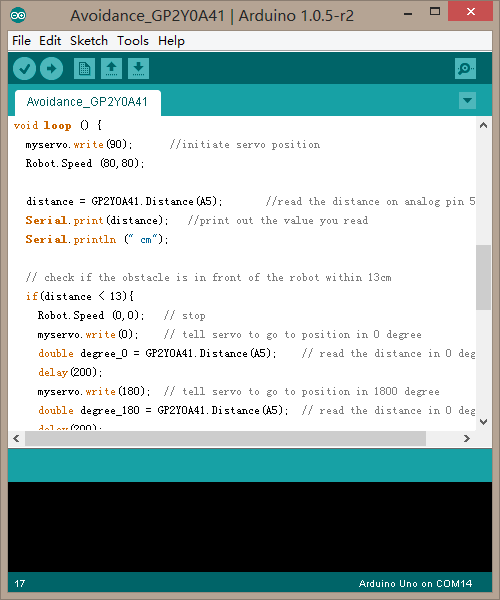 Avoidance_GP2Y0A41 | Arduino 1.0.5-r2
File Edit Sketch Tools Help
Avoidance_GP2Y0A41
void loop () {
myservo.write(90); //initiate servo position
Robot.Speed (80,80);
distance = GP2Y0A41.Distance(A5); //read the distance on analog pin 5
Serial.print(distance); //print out the value you read
Serial.println (" cm");
// check if the obstacle is in front of the robot within 13cm
if(distance < 13){
Robot.Speed (0,0); // stop
myservo.write(0); // tell servo to go to position in 0 degree
double degree_0 = GP2Y0A41.Distance(A5); // read the distance in 0 deg
delay(200);
myservo.write(180); // tell servo to go to position in 1800 degree
double degree_180 = GP2Y0A41.Distance(A5); // read the distance in 0 deg
delay(200);
17 Arduino Uno on COM14